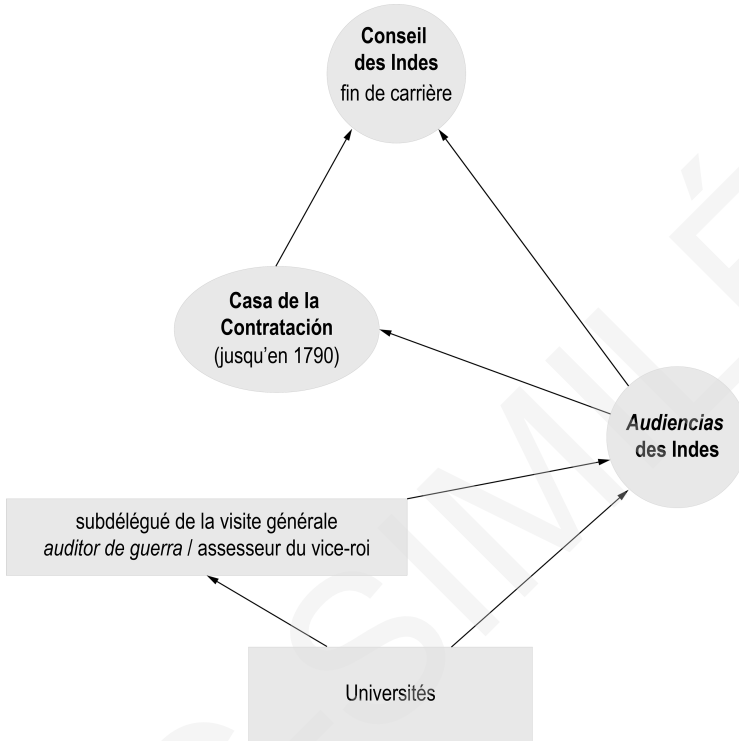 Conseil
des Indes
fin de carrière
Casa de la
Contratación
(jusqu'en 1790)
Audiencias
des Indes
subdélégué de la visite générale
auditor de guerra / assesseur du vice-roi
Universités